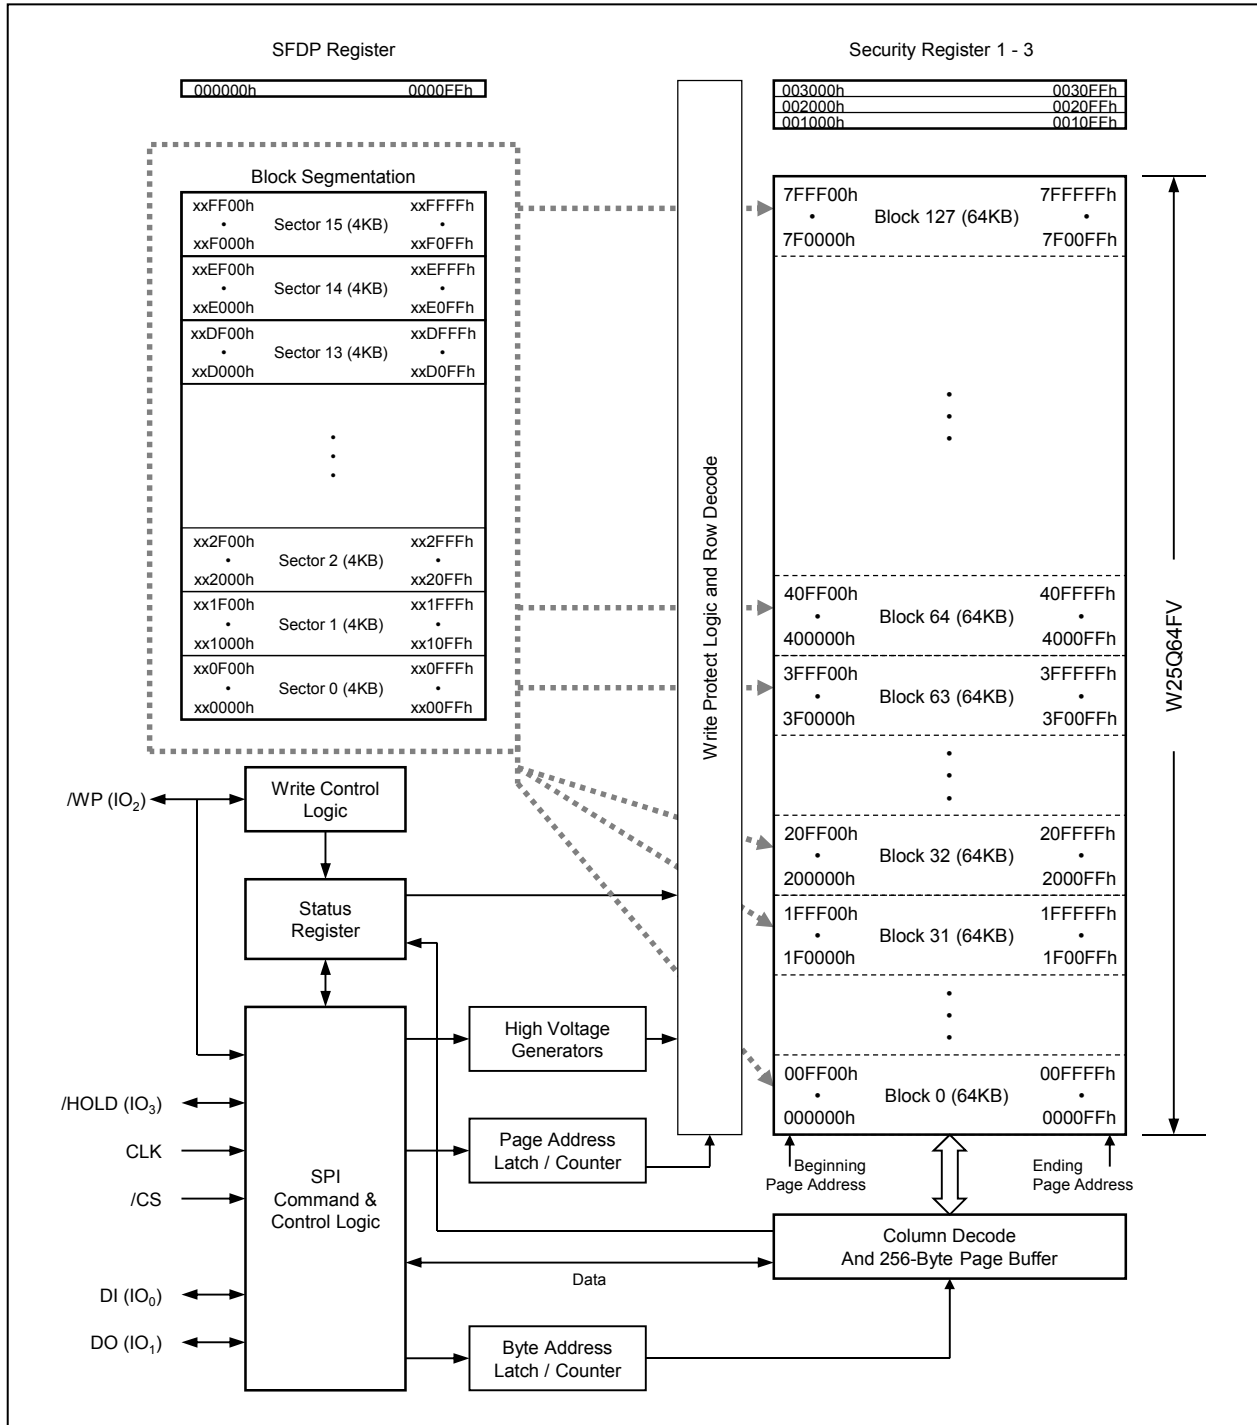 SFDP Register
000000h 0000FFh
Security Register 1 - 3
003000h 0030FFh
002000h 0020FFh
001000h 0010FFh
Block Segmentation
xxFF00h xxFFFFh
• Sector 15 (4KB) •
xxF000h xxF0FFh
xxEF00h xxEFFFh
• Sector 14 (4KB) •
xxE000h xxE0FFh
xxDF00h xxDFFFh
• Sector 13 (4KB) •
xxD000h xxD0FFh
•
•
•
xx2F00h xx2FFFh
• Sector 2 (4KB) •
xx2000h xx20FFh
xx1F00h xx1FFFh
• Sector 1 (4KB) •
xx1000h xx10FFh
xx0F00h xx0FFFh
• Sector 0 (4KB) •
xx0000h xx00FFh
Write Protect Logic and Row Decode
7FFF00h 7FFFFFh
• Block 127 (64KB) •
7F0000h 7F00FFh
•
•
•
40FF00h 40FFFFh
• Block 64 (64KB) •
400000h 4000FFh
3FFF00h 3FFFFFh
• Block 63 (64KB) •
3F0000h 3F00FFh
•
•
•
20FF00h 20FFFFh
• Block 32 (64KB) •
200000h 2000FFh
1FFF00h 1FFFFFh
• Block 31 (64KB) •
1F0000h 1F00FFh
•
•
•
00FF00h 00FFFFh
• Block 0 (64KB) •
000000h 0000FFh
W25Q64FV
Beginning
Page Address
Ending
Page Address
/WP (IO2)
Write Control
Logic
Status
Register
High Voltage
Generators
/HOLD (IO3)
CLK
/CS
DI (IO0)
DO (IO1)
SPI
Command &
Control Logic
Page Address
Latch / Counter
Column Decode
And 256-Byte Page Buffer
Data
Byte Address
Latch / Counter